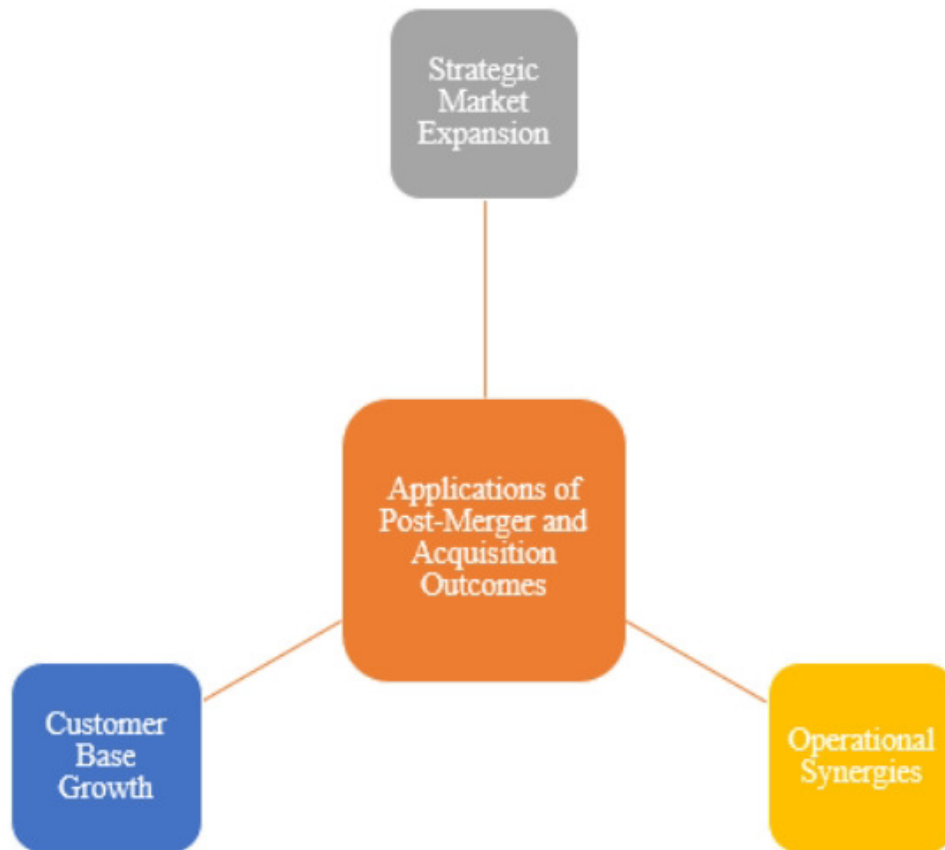 Strategic
Market
Expansion
Applications of
Post-Merger and
Acquisition
Outcomes
Customer
Base
Growth
Operational
Synergies